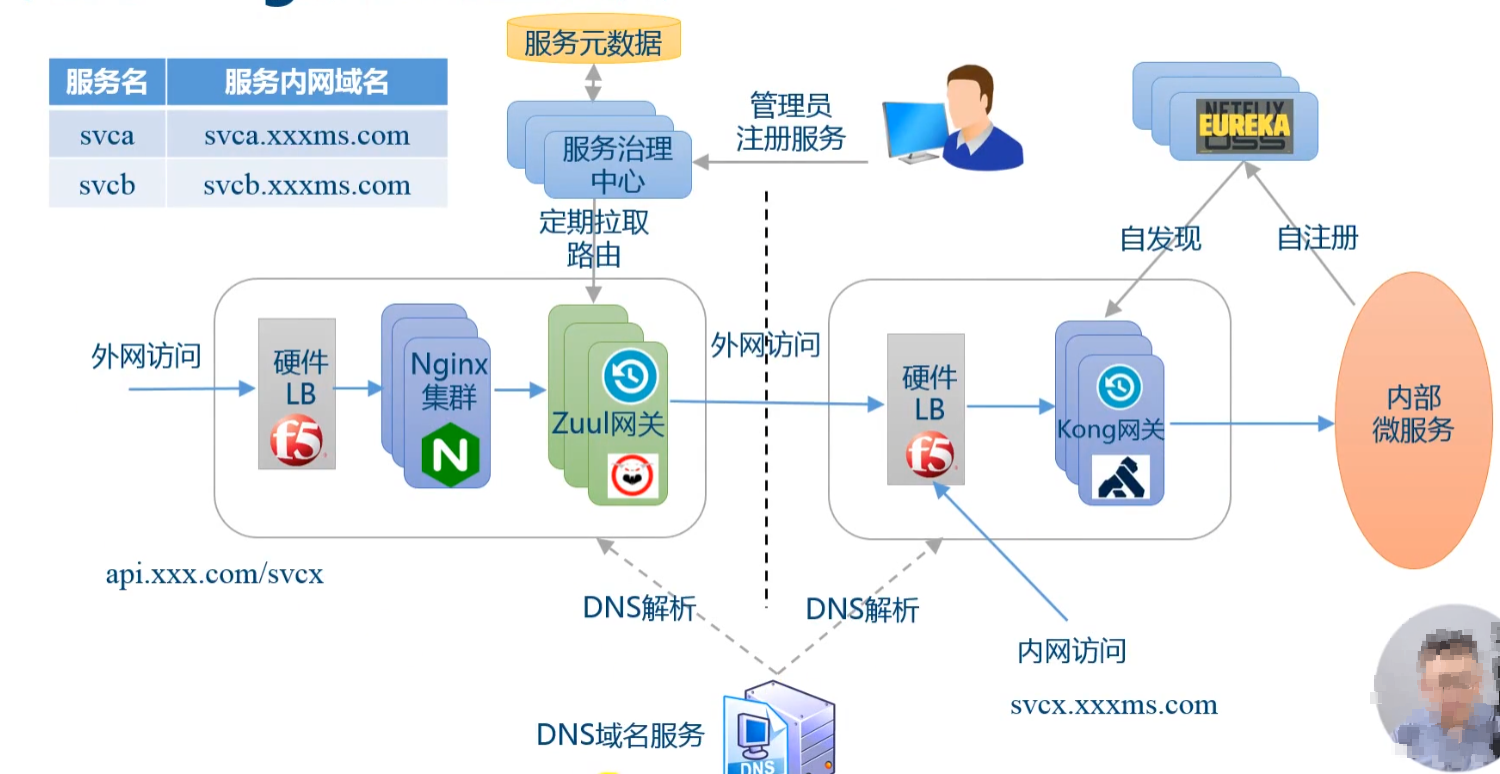 服务元数据
服务名 服务内网域名
svca svca.xxxms.com
svcb svcb.xxxms.com
服务治理
中心
管理员
注册服务
NETFLIX
EUREKA
OSS
定期拉取
路由
自发现
自注册
外网访问
硬件
LB
f5
Nginx
集群
N
Zuul网关
外网访问
硬件
LB
f5
Kong网关
内部
微服务
api.xxx.com/svcx
DNS解析
DNS解析
内网访问
svcx.xxxms.com
DNS域名服务
DNS